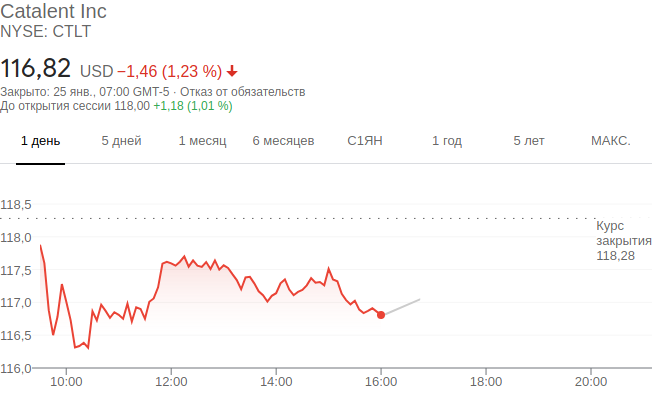 Catalent Inc
NYSE: CTLT
116,82 USD −1,46 (1,23 %)
Закрыто: 25 янв., 07:00 GMT-5 · Отказ от обязательств
До открытия сессии 118,00 +1,18 (1,01 %)
1 день 5 дней 1 месяц 6 месяцев С1ЯН 1 год 5 лет МАКС.
118,5
118,0
117,5
117,0
116,5
116,0
Курс
закрытия
118,28
10:00 12:00 14:00 16:00 18:00 20:00